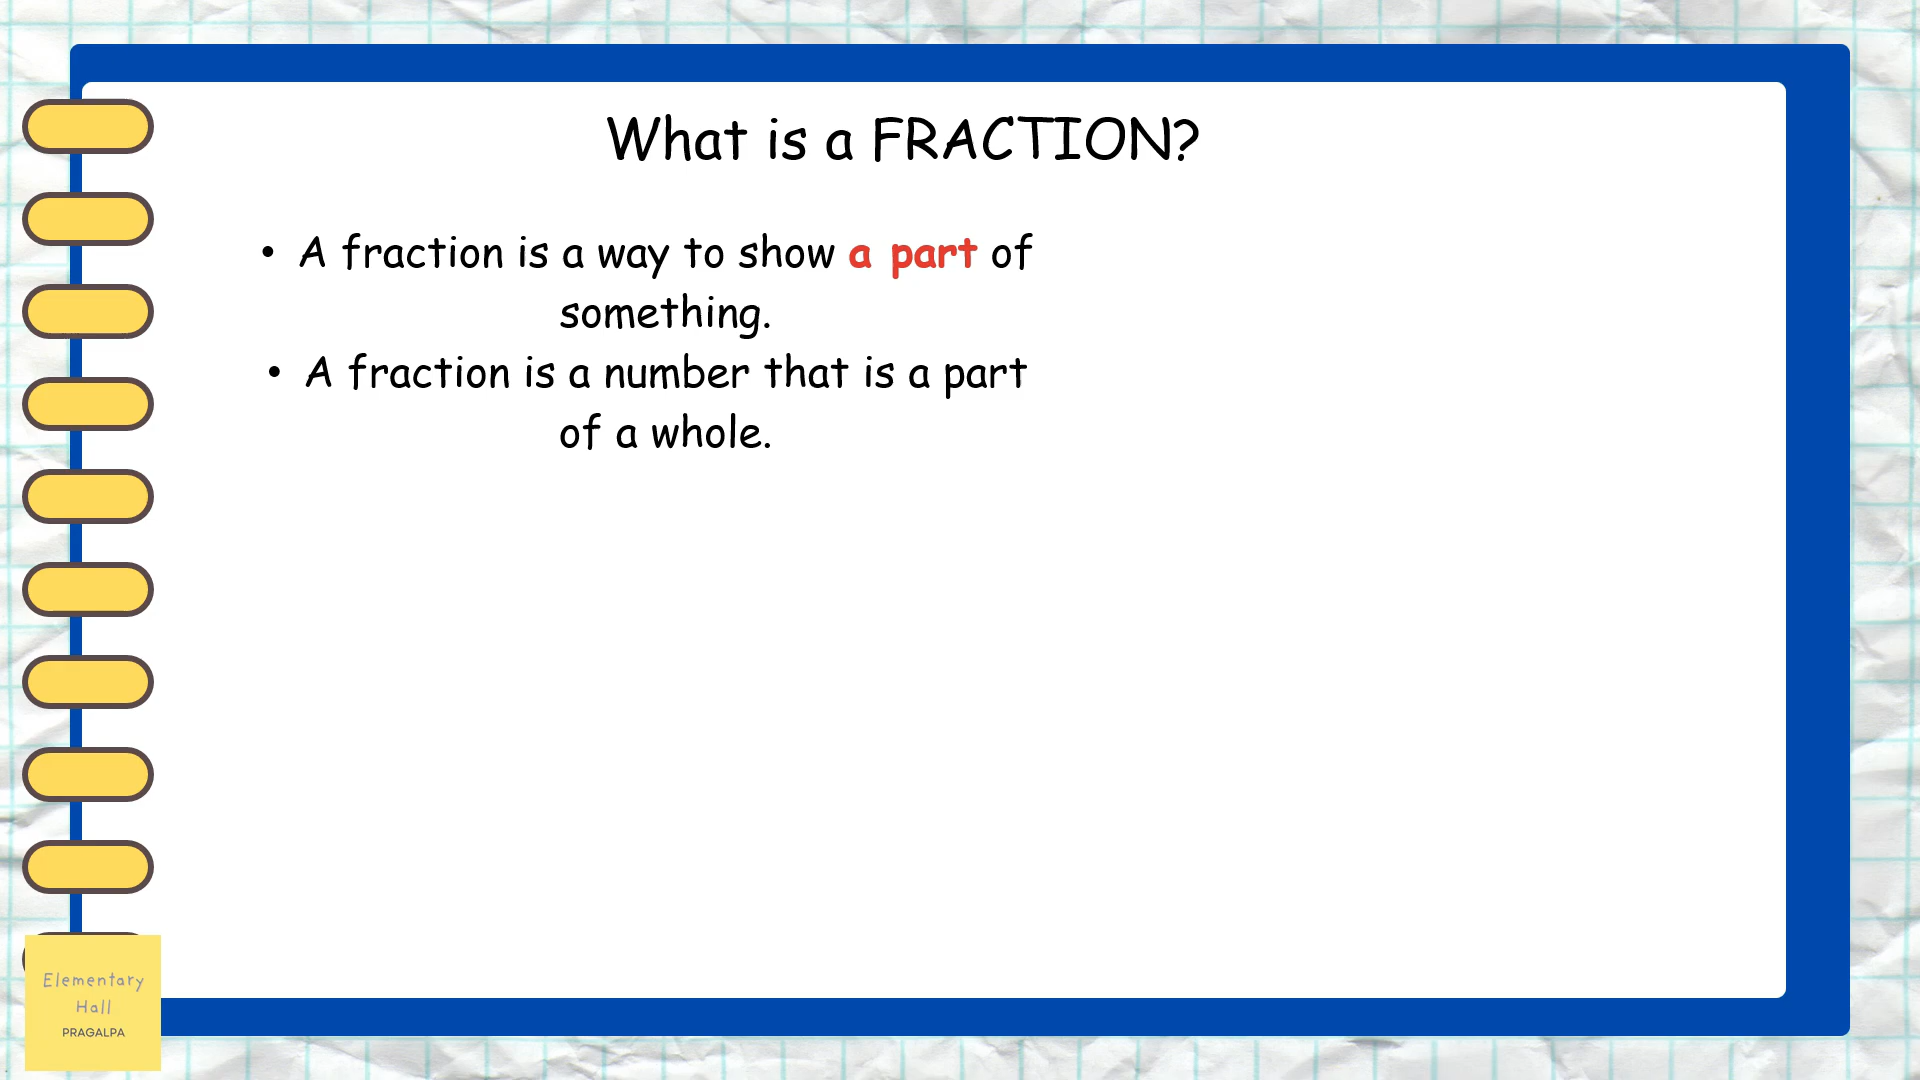 What is a FRACTION?
• A fraction is a way to show a part of
something.
• A fraction is a number that is a part
of a whole.
Elementary
Hall
PRAGALPA